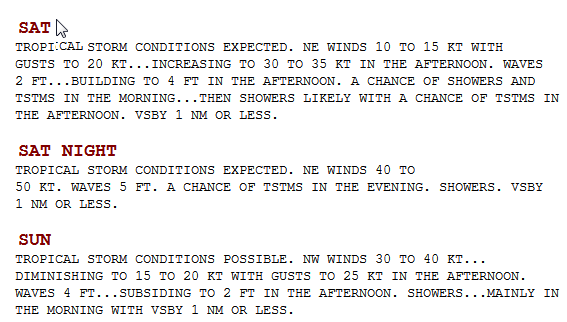 SAT
TROPICAL STORM CONDITIONS EXPECTED. NE WINDS 10 TO 15 KT WITH
GUSTS TO 20 KT...INCREASING TO 30 TO 35 KT IN THE AFTERNOON. WAVES
2 FT...BUILDING TO 4 FT IN THE AFTERNOON. A CHANCE OF SHOWERS AND
TSTMS IN THE MORNING...THEN SHOWERS LIKELY WITH A CHANCE OF TSTMS IN
THE AFTERNOON. VSBY 1 NM OR LESS.
SAT NIGHT
TROPICAL STORM CONDITIONS EXPECTED. NE WINDS 40 TO
50 KT. WAVES 5 FT. A CHANCE OF TSTMS IN THE EVENING. SHOWERS. VSBY
1 NM OR LESS.
SUN
TROPICAL STORM CONDITIONS POSSIBLE. NW WINDS 30 TO 40 KT...
DIMINISHING TO 15 TO 20 KT WITH GUSTS TO 25 KT IN THE AFTERNOON.
WAVES 4 FT...SUBSIDING TO 2 FT IN THE AFTERNOON. SHOWERS...MAINLY IN
THE MORNING WITH VSBY 1 NM OR LESS.